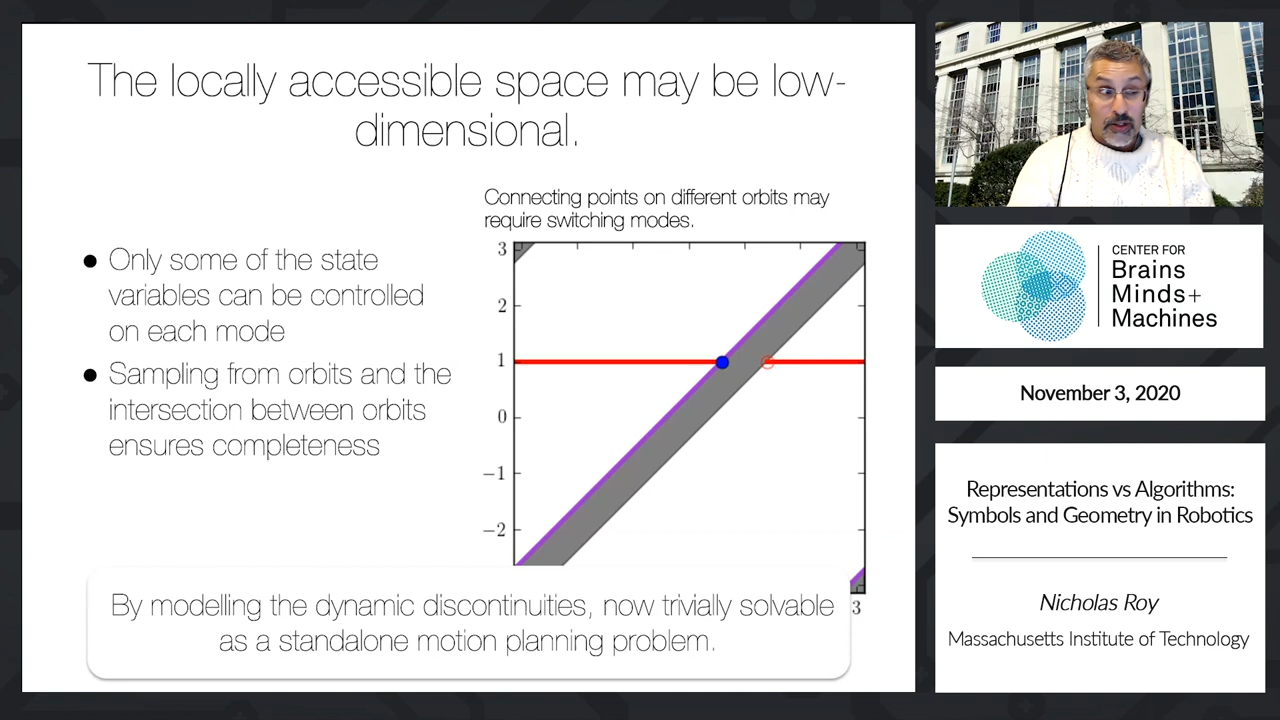 The locally accessible space may be low-
dimensional.
● Only some of the state
variables can be controlled
on each mode
● Sampling from orbits and the
intersection between orbits
ensures completeness
Connecting points on different orbits may
require switching modes.
3
2
1
0
−1
−2
3
By modelling the dynamic discontinuities, now trivially solvable
as a standalone motion planning problem.
CENTER FOR
Brains
Minds+
Machines
November 3, 2020
Representations vs Algorithms:
Symbols and Geometry in Robotics
Nicholas Roy
Massachusetts Institute of Technology